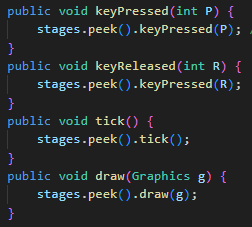 public void keyPressed(int P) {
    stages.peek().keyPressed(P); /
}
public void keyReleased(int R) {
    stages.peek().keyPressed(R);
}
public void tick() {
    stages.peek().tick();
}
public void draw(Graphics g) {
    stages.peek().draw(g);
}